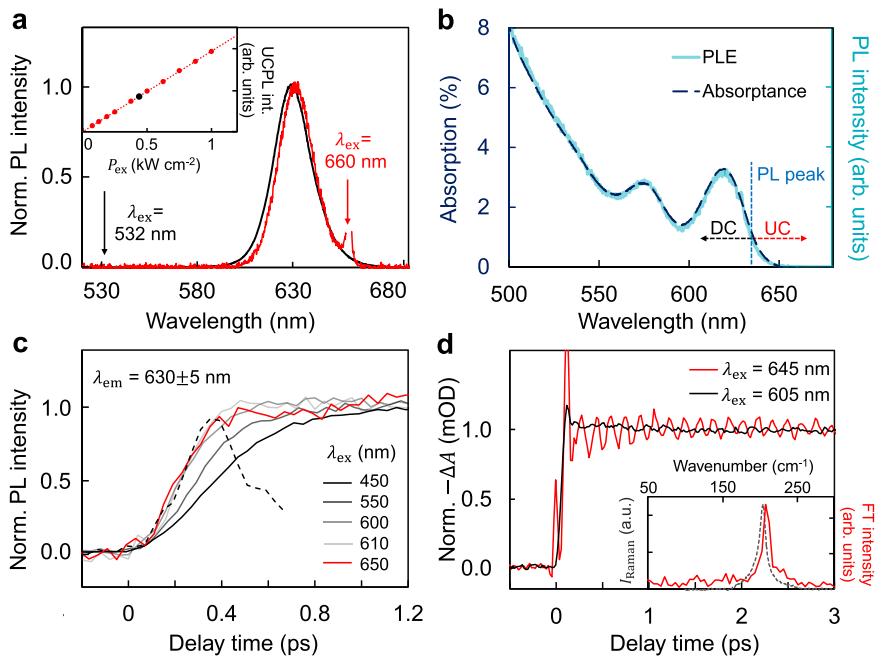 a
Norm. PL intensity
1.0
0.5
0.0
UCPL int.
(arb. units)
0
0.5
1.0
P_ex (kW cm⁻²)
λ_ex=
532 nm
λ_ex=
660 nm
530
580
630
680
Wavelength (nm)
b
Absorption (%)
8
6
4
2
0
PLE
Absorptance
PL peak
DC
UC
PL intensity (arb. units)
500
550
600
650
Wavelength (nm)
c
Norm. PL intensity
λ_em = 630±5 nm
1.0
0.5
0.0
λ_ex (nm)
450
550
600
610
650
0
0.4
0.8
1.2
Delay time (ps)
d
Norm. −ΔA (mOD)
λ_ex = 645 nm
λ_ex = 605 nm
1.0
0.5
0.0
Wavenumber (cm⁻¹)
50
100
200
300
I_Raman (a.u.)
FT intensity
(arb. units)
0
1
2
3
Delay time (ps)